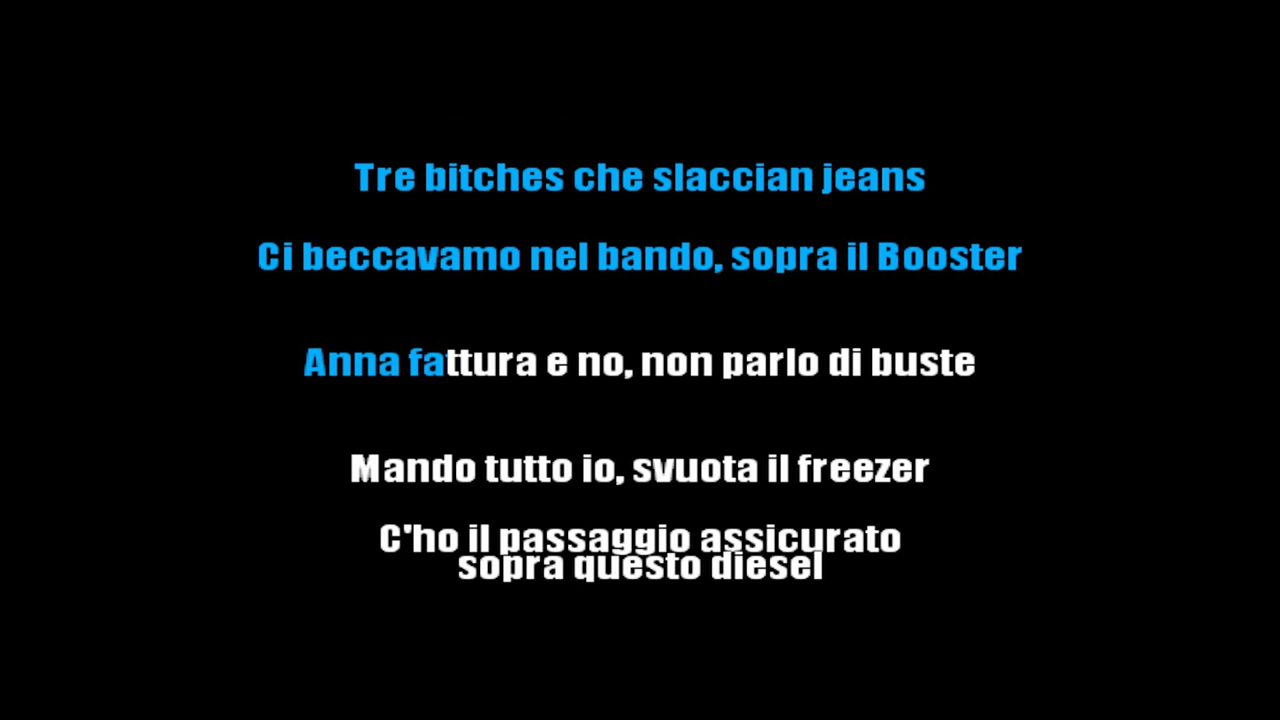 Tre bitches che slaccian jeans
Ci beccavamo nel bando, sopra il Booster
Anna fattura e no, non parlo di buste
Mando tutto io, svuota il freezer
C'ho il passaggio assicurato
sopra questo diesel